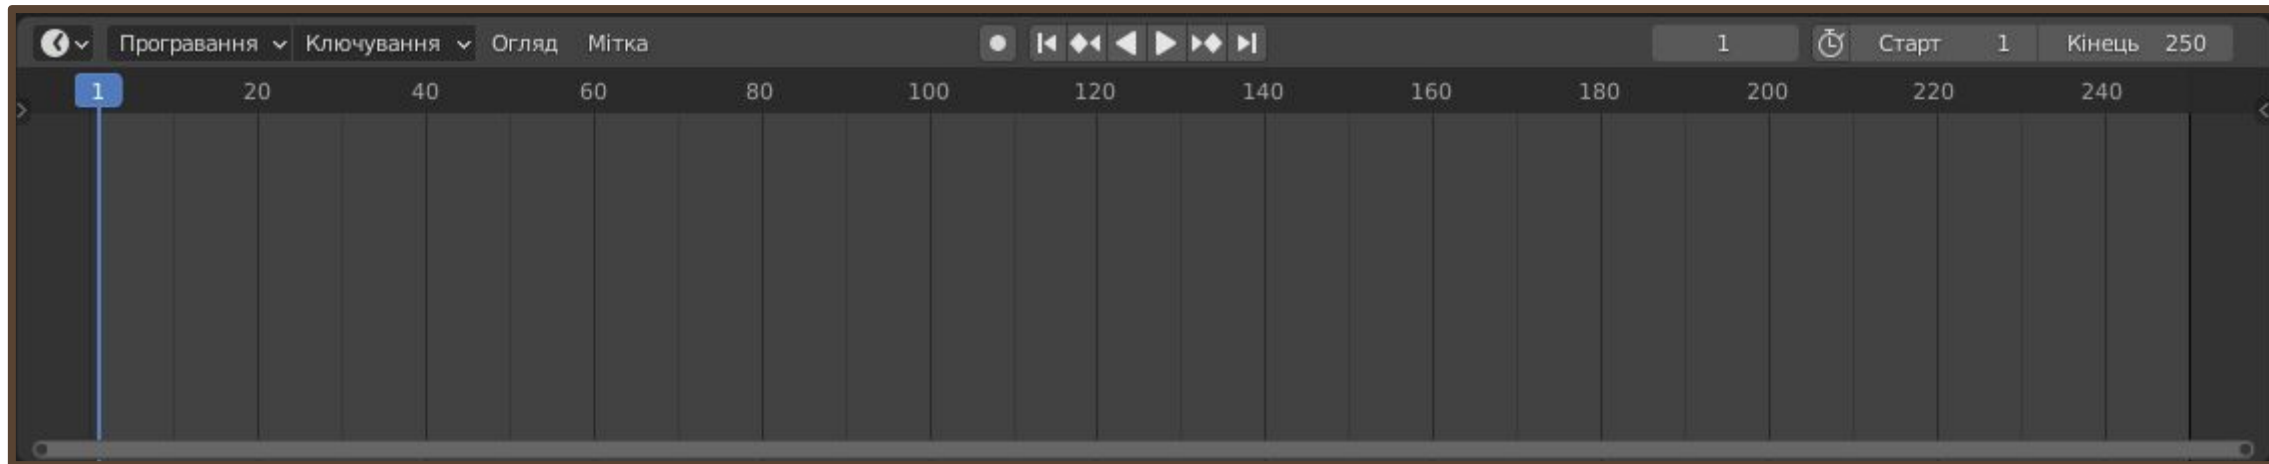 Програвання Ключування Огляд Мітка 1 Старт 1 Кінець 250
1 20 40 60 80 100 120 140 160 180 200 220 240